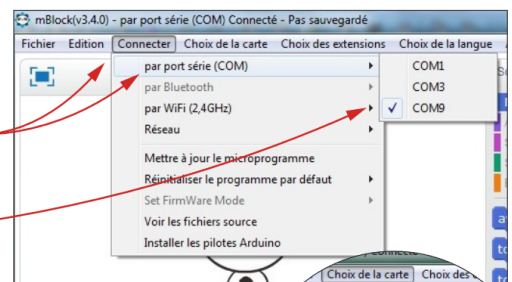 mBlock(v3.4.0) - par port série (COM) Connecté - Pas sauvegardé
Fichier Edition Connecter Choix de la carte Choix des extensions Choix de la langue
par port série (COM)
COM1
par Bluetooth
COM3
par WiFi (2,4GHz)
COM9
Réseau
Mettre à jour le microprogramme
Réinitialiser le programme par défaut
Set FirmWare Mode
Voir les fichiers source
Installer les pilotes Arduino
Choix de la carte Choix des